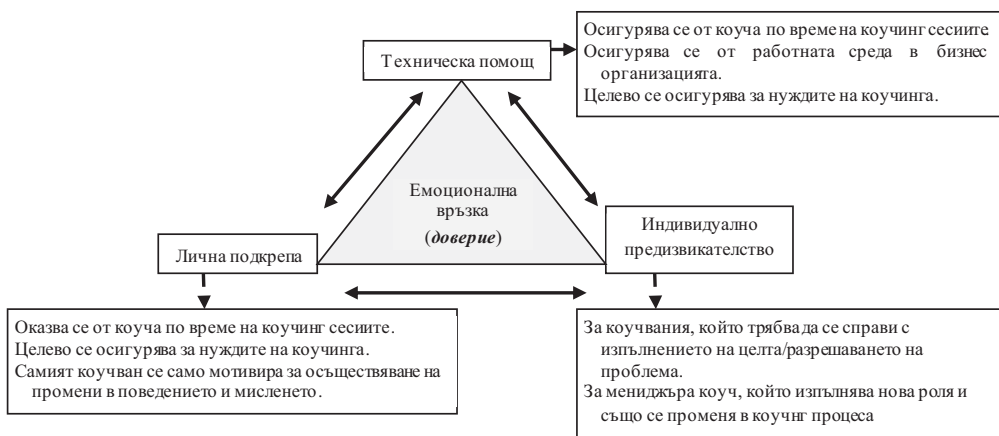 Осигурява се от коуча по време на коучинг сесиите.
Осигурява се от работната среда в бизнес
организацията.
Целево се осигурява за нуждите на коучинга.
Техническа помощ
Емоционална
връзка
(доверие)
Лична подкрепа
Индивидуално
предизвикателство
Оказва се от коуча по време на коучинг сесиите.
Целево се осигурява за нуждите на коучинга.
Самият коучван се само мотивира за осъществяване на
промени в поведението и мисленето.
За коучвания, който трябва да се справи с
изпълнението на целта/разрешаването на
проблема.
За мениджъра коуч, който изпълнява нова роля и
също се променя в коучнг процеса